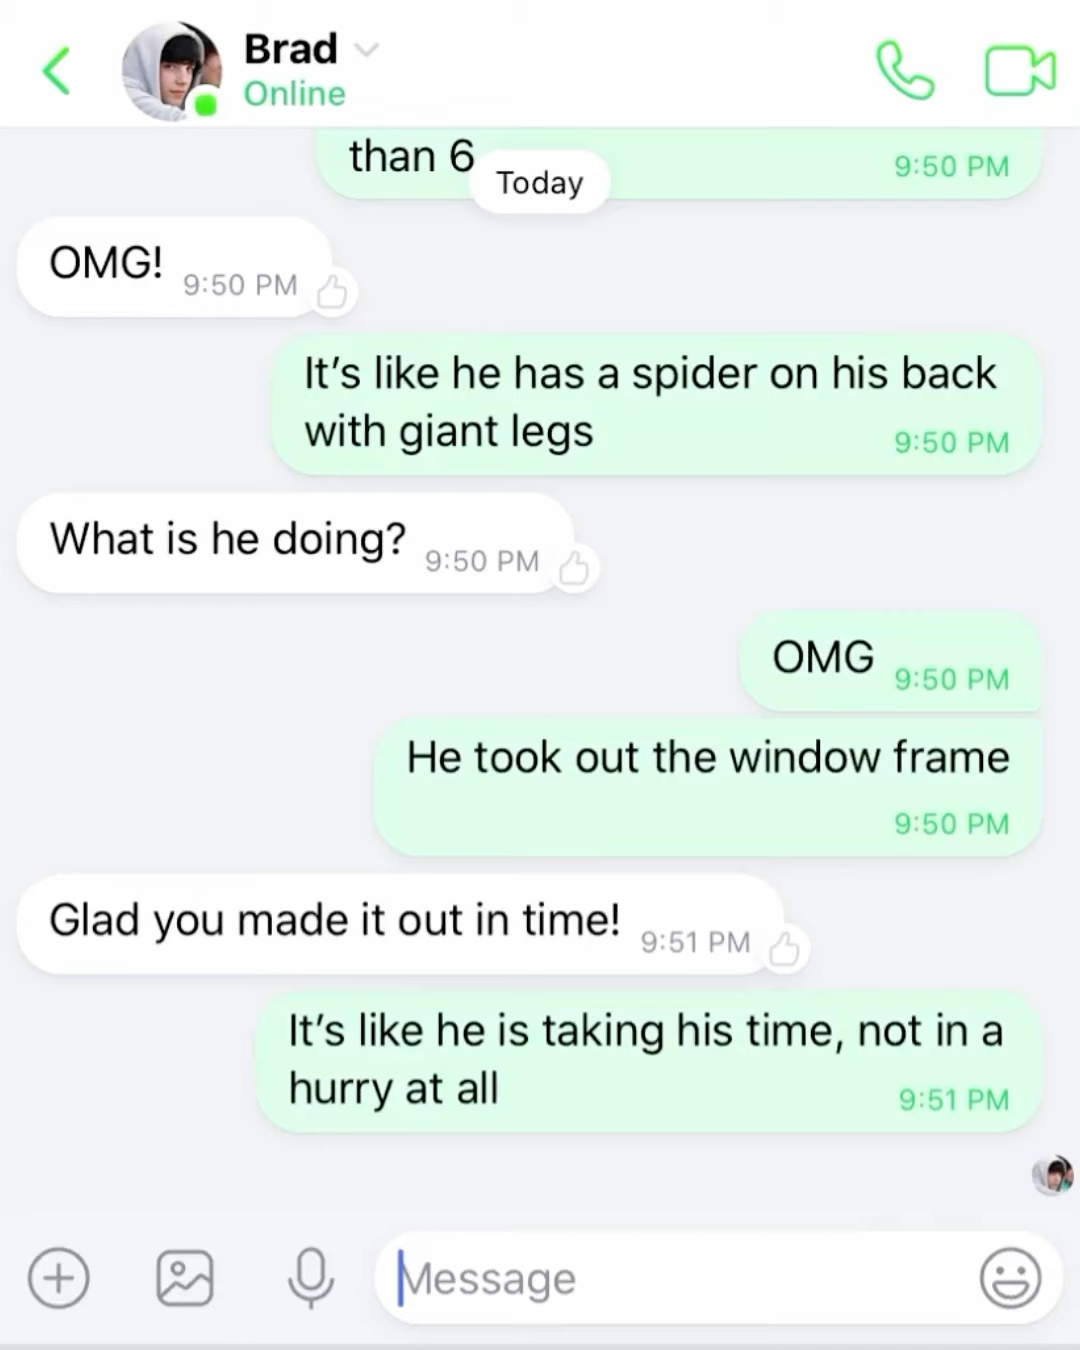 Brad
Online
than 6
9:50 PM
Today
OMG!
9:50 PM
It’s like he has a spider on his back
with giant legs
9:50 PM
What is he doing?
9:50 PM
OMG
9:50 PM
He took out the window frame
9:50 PM
Glad you made it out in time!
9:51 PM
It’s like he is taking his time, not in a
hurry at all
9:51 PM
Message